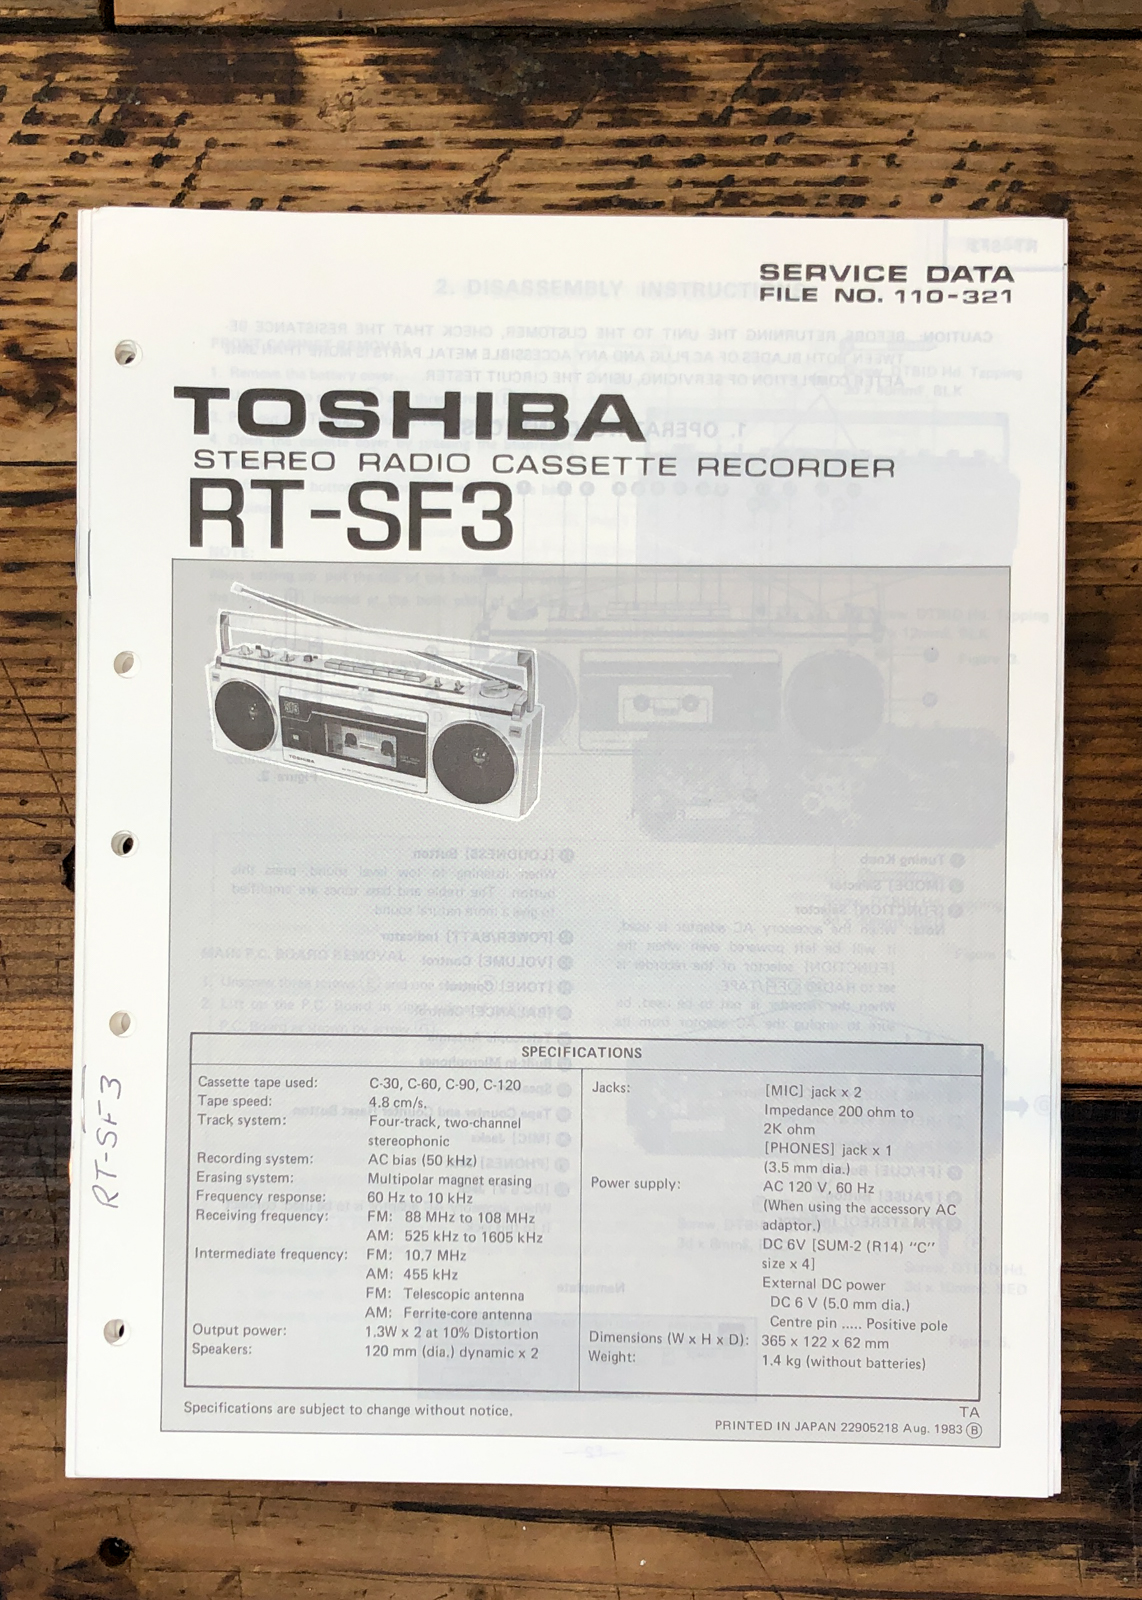 SERVICE DATA
FILE NO. 110-321
TOSHIBA
STEREO RADIO CASSETTE RECORDER
RT-SF3
TOSHIBA
RT-SF3
SPECIFICATIONS
Cassette tape used: C-30, C-60, C-90, C-120
Tape speed: 4.8 cm/s.
Track system: Four-track, two-channel
stereophonic
Recording system: AC bias (50 kHz)
Erasing system: Multipolar magnet erasing
Frequency response: 60 Hz to 10 kHz
Receiving frequency: FM: 88 MHz to 108 MHz
AM: 525 kHz to 1605 kHz
Intermediate frequency: FM: 10.7 MHz
AM: 455 kHz
FM: Telescopic antenna
AM: Ferrite-core antenna
Output power: 1.3W x 2 at 10% Distortion
Speakers: 120 mm (dia.) dynamic x 2
Jacks: [MIC] jack x 2
Impedance 200 ohm to
2K ohm
[PHONES] jack x 1
(3.5 mm dia.)
Power supply: AC 120 V, 60 Hz
(When using the accessory AC
adaptor.)
DC 6V [SUM-2 (R14) "C"
size x 4]
External DC power
DC 6 V (5.0 mm dia.)
Centre pin ..... Positive pole
Dimensions (W x H x D): 365 x 122 x 62 mm
Weight: 1.4 kg (without batteries)
Specifications are subject to change without notice.
TA
PRINTED IN JAPAN 22905218 Aug. 1983 Ⓑ